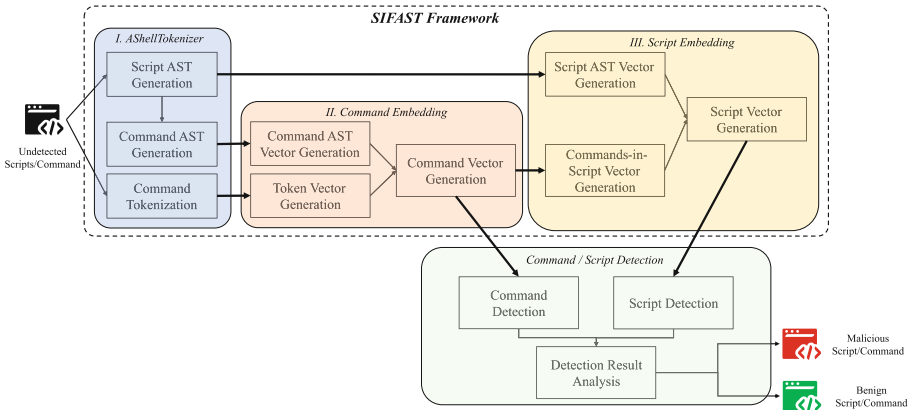 SIFAST Framework
I. AShellTokenizer
Script AST
Generation
Command AST
Generation
Command
Tokenization
Undetected
Scripts/Command
II. Command Embedding
Command AST
Vector Generation
Token Vector
Generation
Command Vector
Generation
III. Script Embedding
Script AST Vector
Generation
Commands-in-
Script Vector
Generation
Script Vector
Generation
Command / Script Detection
Command
Detection
Script Detection
Detection Result
Analysis
Malicious
Script/Command
Benign
Script/Command